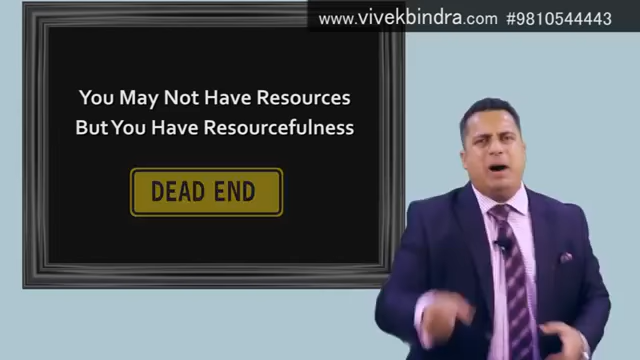 www.vivekbindra.com #9810544443
You May Not Have Resources
But You Have Resourcefulness
DEAD END